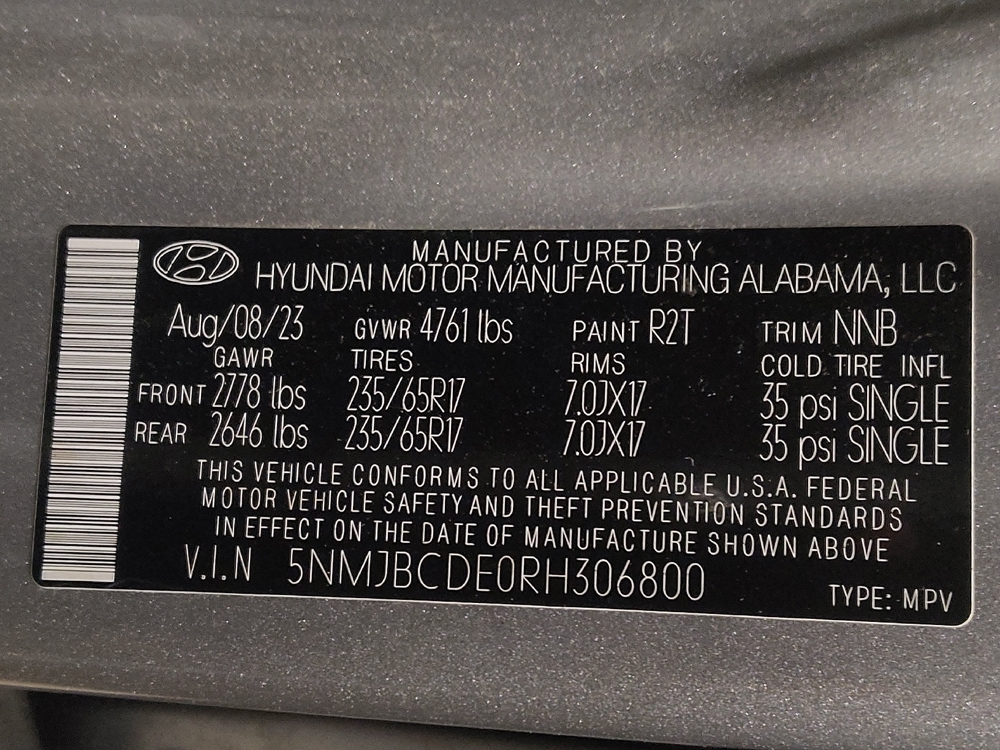 MANUFACTURED BY
HYUNDAI MOTOR MANUFACTURING ALABAMA, LLC
Aug/08/23 GVWR 4761 lbs PAINT R2T TRIM NNB
GAWR TIRES RIMS COLD TIRE INFL
FRONT 2778 lbs 235/65R17 7.0JX17 35 psi SINGLE
REAR 2646 lbs 235/65R17 7.0JX17 35 psi SINGLE
THIS VEHICLE CONFORMS TO ALL APPLICABLE U.S.A. FEDERAL
MOTOR VEHICLE SAFETY AND THEFT PREVENTION STANDARDS
IN EFFECT ON THE DATE OF MANUFACTURE SHOWN ABOVE
V.I.N 5NMJBCDE0RH306800
TYPE: MPV